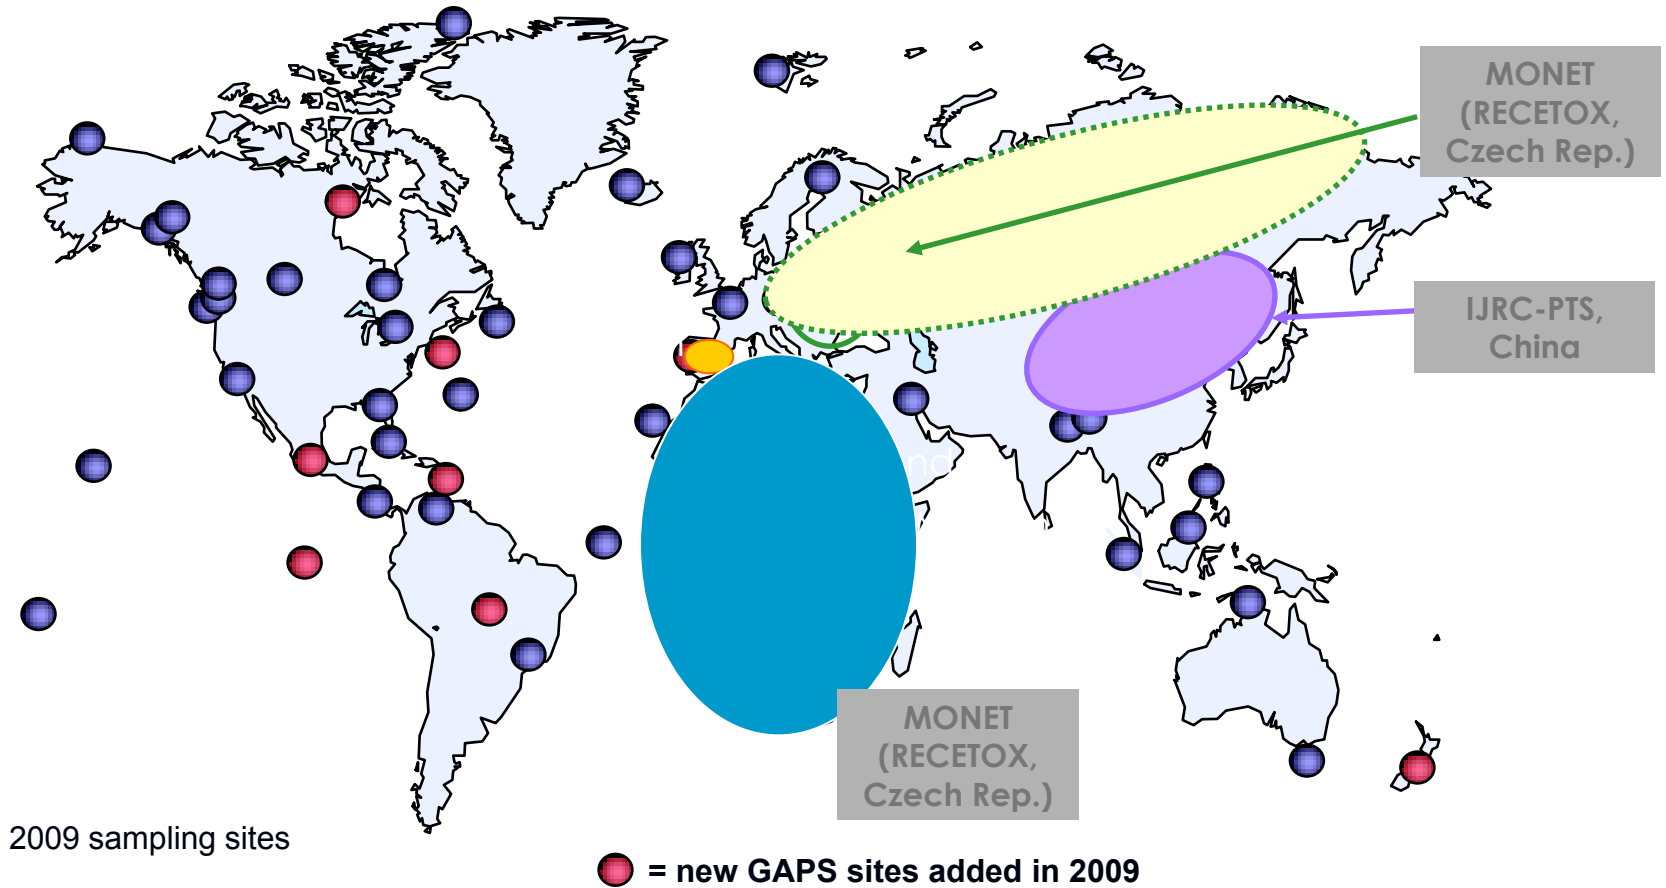 MONET
(RECETOX,
Czech Rep.)
IJRC-PTS,
China
nd
MONET
(RECETOX,
Czech Rep.)
2009 sampling sites
= new GAPS sites added in 2009